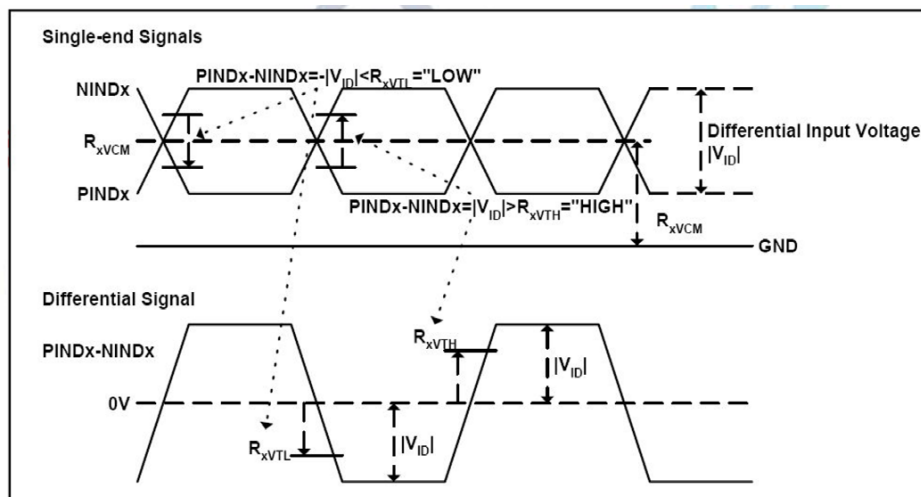 Single-end Signals
PINDx-NINDx=-|VID|<RxVTL="LOW"
NINDx
RxVCM
Differential Input Voltage
|VID|
PINDx
PINDx-NINDx=|VID|>RxVTH="HIGH"
RxVCM
GND
Differential Signal
PINDx-NINDx
RxVTH
|VID|
0V
|VID|
RxVTL